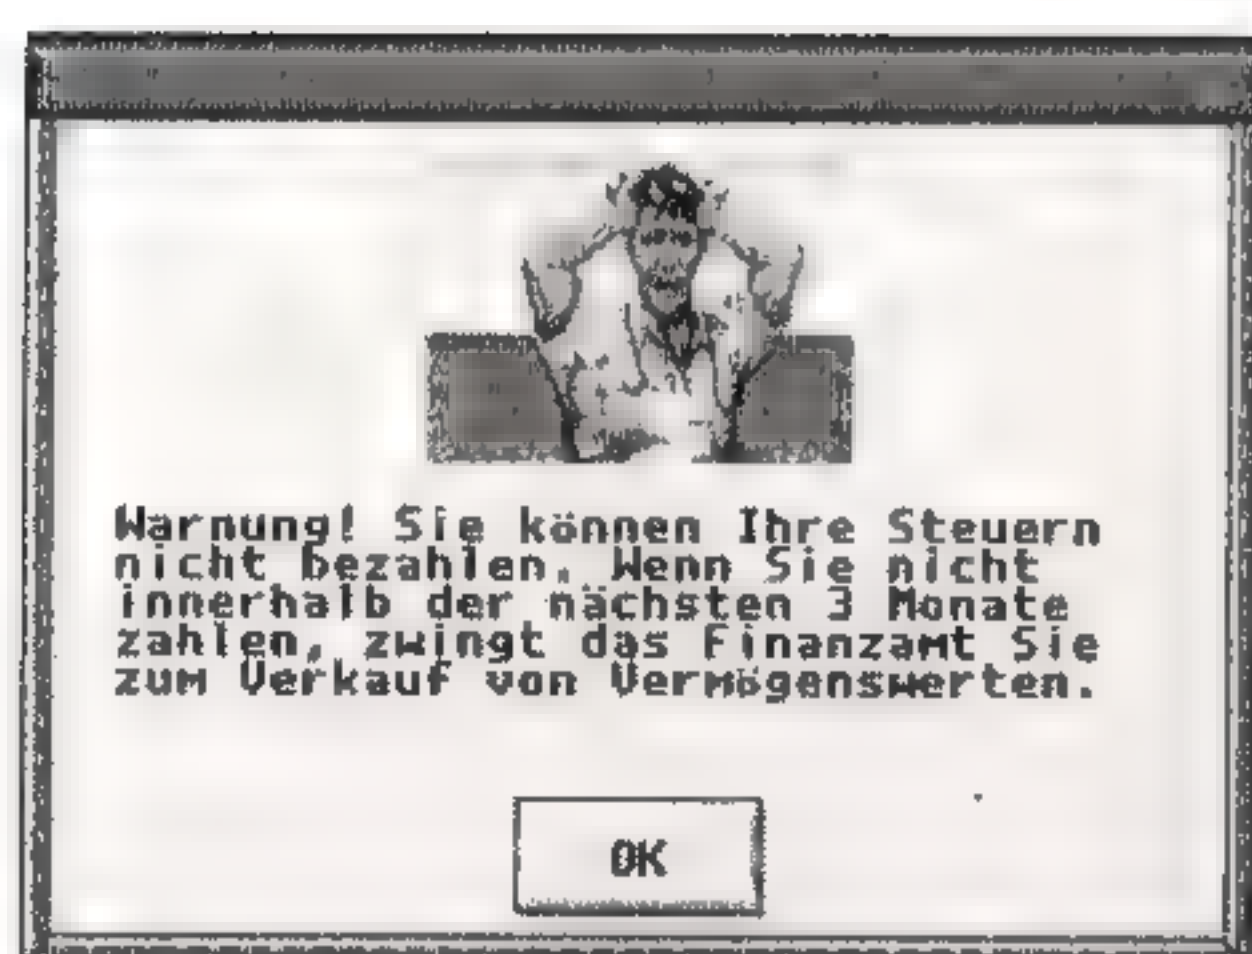 Warnung! Sie können Ihre Steuern
nicht bezahlen. Wenn Sie nicht
innerhalb der nächsten 3 Monate
zahlen, zwingt das Finanzamt Sie
zum Verkauf von Vermögenswerten.
OK